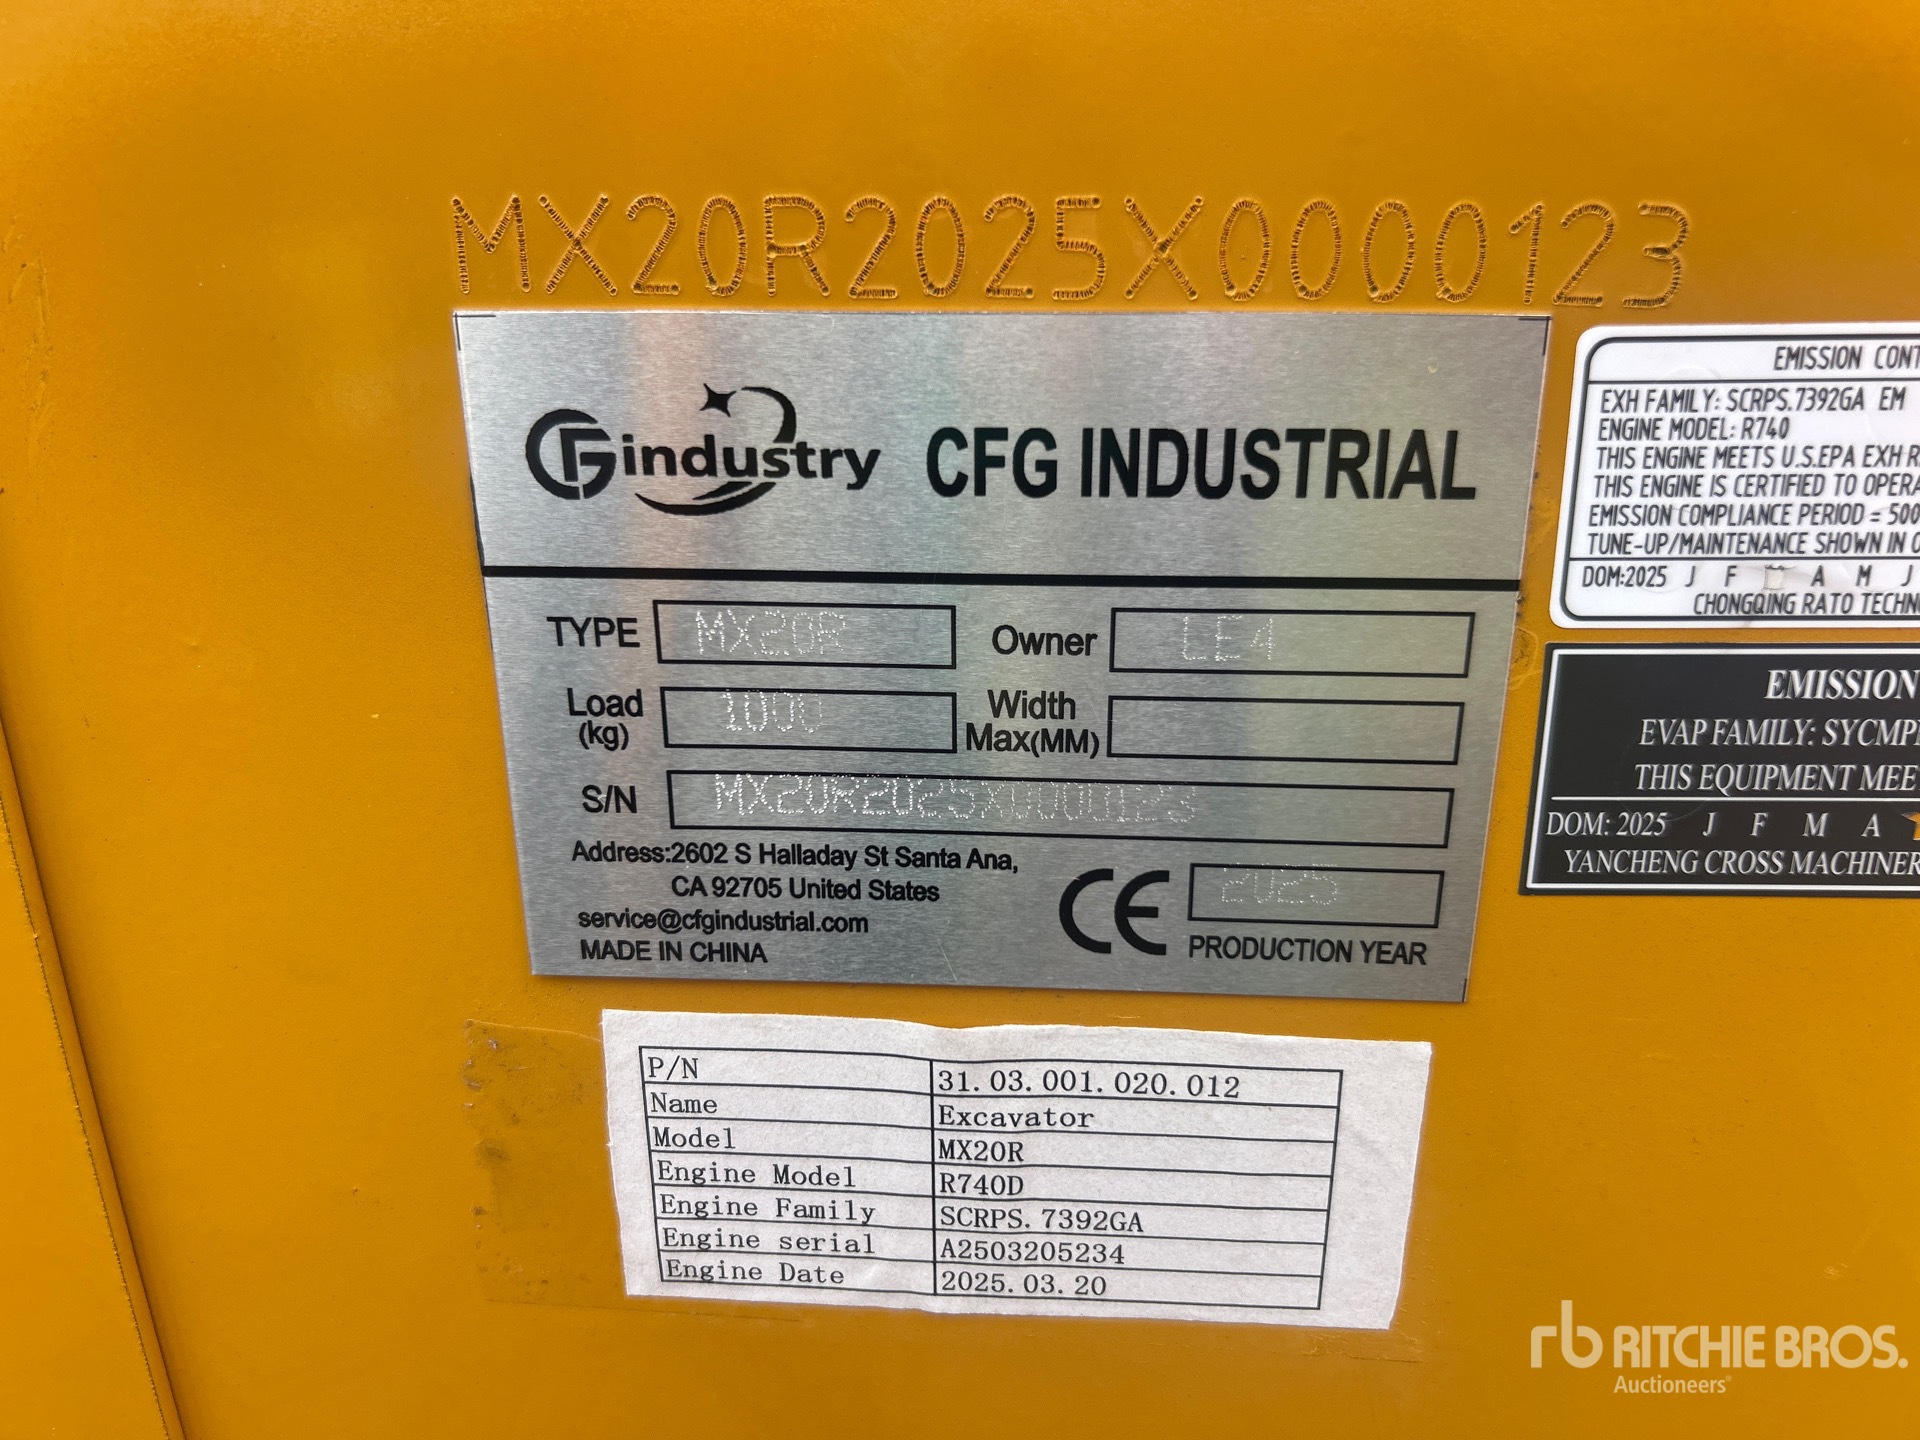 MX20R2025X0000123
CFG industry CFG INDUSTRIAL
TYPE MX20R Owner LE4
Load (kg) 1000 Width Max(MM)
S/N MX20R2025X0000123
Address:2602 S Halladay St Santa Ana,
CA 92705 United States
service@cfgindustrial.com
MADE IN CHINA
CE 2025
PRODUCTION YEAR
EMISSION CONT
EXH FAMILY: SCRPS.7392GA EM
ENGINE MODEL: R740
THIS ENGINE MEETS U.S.EPA EXH R
THIS ENGINE IS CERTIFIED TO OPERA
EMISSION COMPLIANCE PERIOD = 500
TUNE-UP/MAINTENANCE SHOWN IN O
DOM:2025 J F A M J
CHONGQING RATO TECHN
EMISSION
EVAP FAMILY: SYCMP
THIS EQUIPMENT MEE
DOM: 2025 J F M A
YANCHENG CROSS MACHINER
P/N 31.03.001.020.012
Name Excavator
Model MX20R
Engine Model R740D
Engine Family SCRPS.7392GA
Engine serial A2503205234
Engine Date 2025.03.20
rb RITCHIE BROS.
Auctioneers